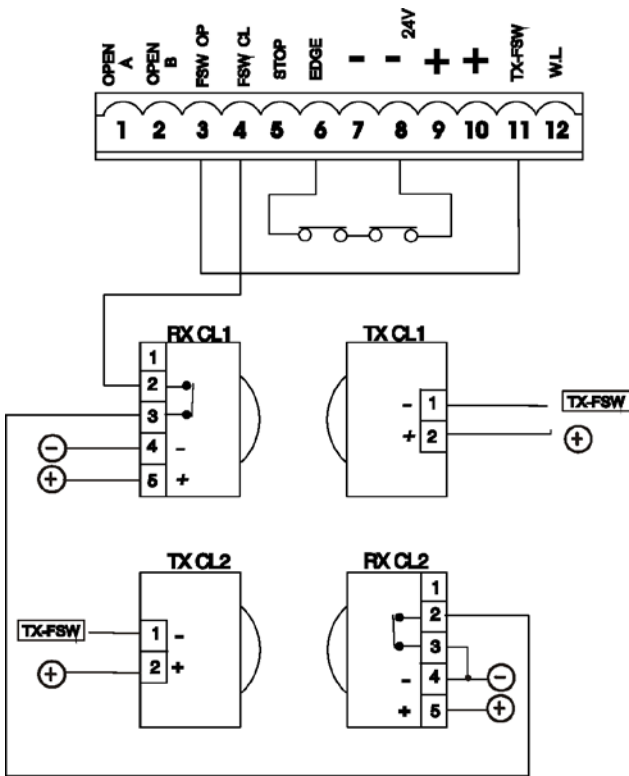 OPEN A
OPEN B
FSW OP
FSW CL
STOP
EDGE
-
- 24V
+
+
TX-FSW
W.L.
1 2 3 4 5 6 7 8 9 10 11 12
RX CL1
1
2
3
4 -
5 +
-
+
TX CL1
- 1
+ 2
TX-FSW
+
TX CL2
TX-FSW
+
1 -
2 +
RX CL2
1
2
3
- 4
+ 5
-
+